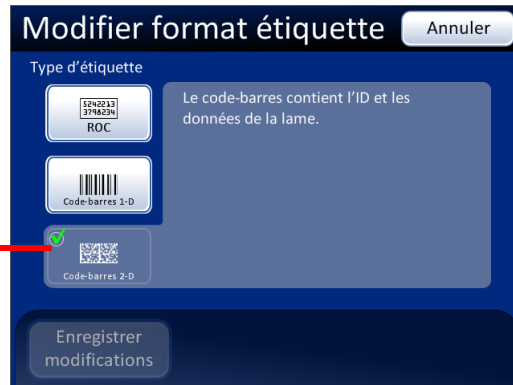 Modifier format étiquette
Annuler
Type d’étiquette
5242213
3798234
ROC
Le code-barres contient l’ID et les
données de la lame.
Code-barres 1-D
Code-barres 2-D
Enregistrer
modifications